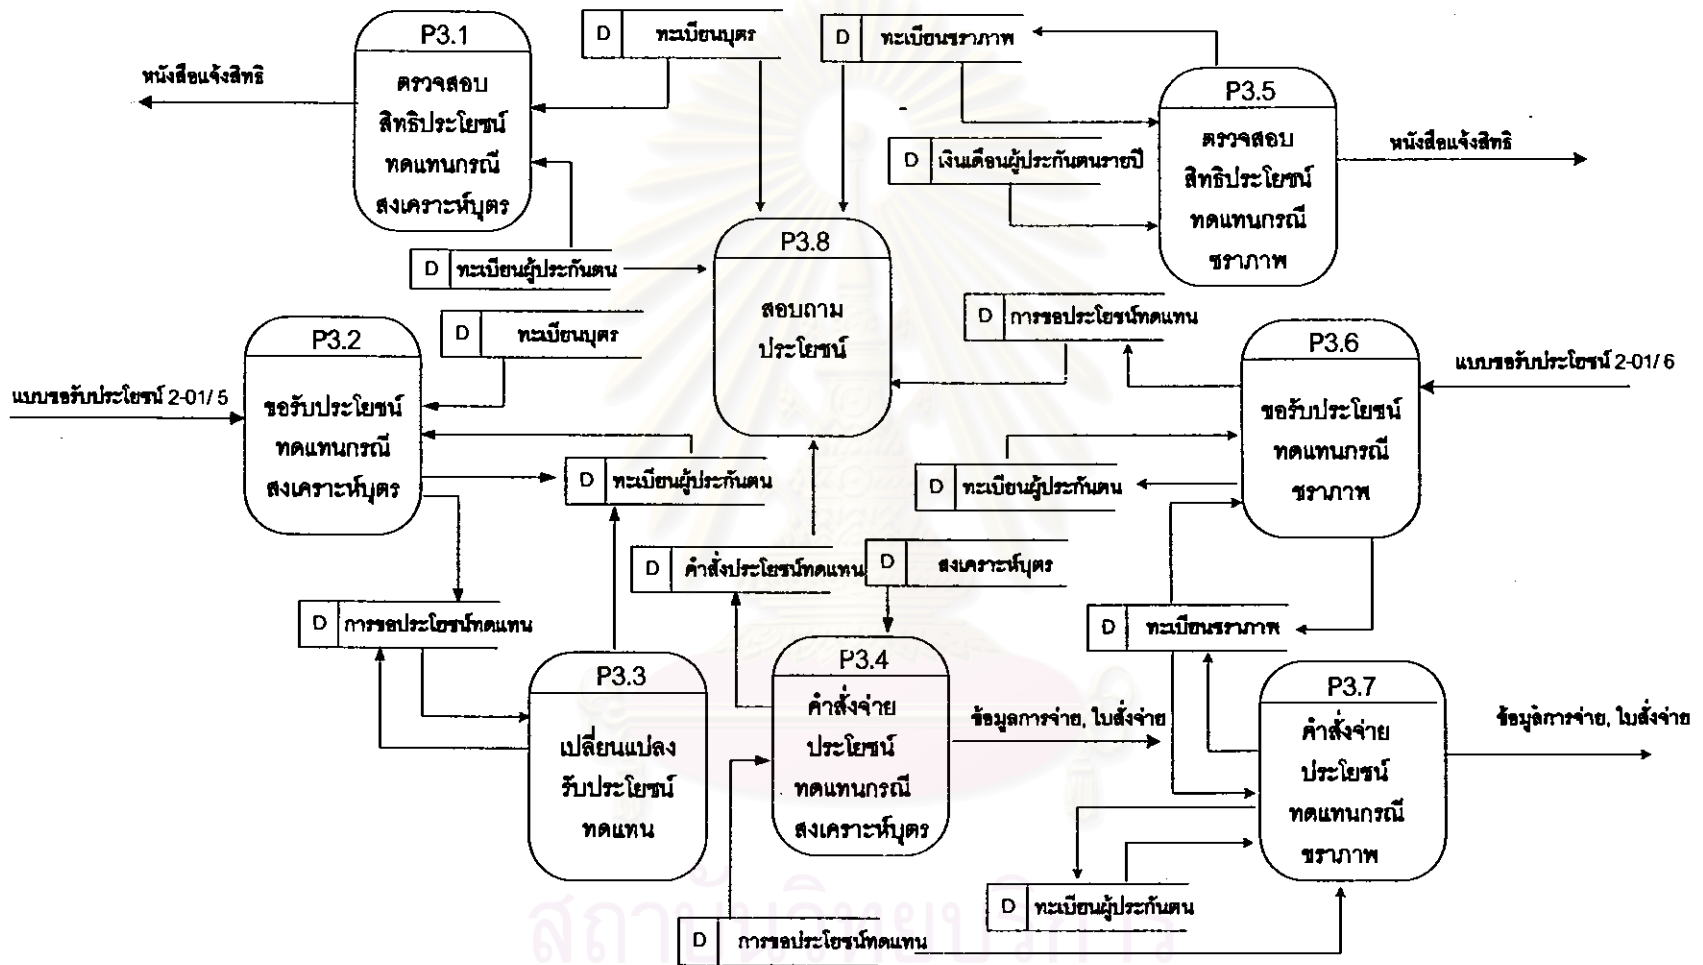 P3.1
ตรวจสอบ
สิทธิประโยชน์
ทดแทนกรณี
สงเคราะห์บุตร
หนังสือแจ้งสิทธิ
D ทะเบียนบุตร
D ทะเบียนชราภาพ
P3.5
ตรวจสอบ
สิทธิประโยชน์
ทดแทนกรณี
ชราภาพ
หนังสือแจ้งสิทธิ
D เงินเดือนผู้ประกันตนรายปี
D ทะเบียนผู้ประกันตน
P3.8
สอบถาม
ประโยชน์
D ทะเบียนบุตร
D การขอประโยชน์ทดแทน
P3.2
ขอรับประโยชน์
ทดแทนกรณี
สงเคราะห์บุตร
แบบขอรับประโยชน์ 2-01/ 5
P3.6
ขอรับประโยชน์
ทดแทนกรณี
ชราภาพ
แบบขอรับประโยชน์ 2-01/ 6
D ทะเบียนผู้ประกันตน
D ทะเบียนผู้ประกันตน
D คำสั่งประโยชน์ทดแทน
D สงเคราะห์บุตร
D การขอประโยชน์ทดแทน
D ทะเบียนชราภาพ
P3.3
เปลี่ยนแปลง
รับประโยชน์
ทดแทน
P3.4
คำสั่งจ่าย
ประโยชน์
ทดแทนกรณี
สงเคราะห์บุตร
ข้อมูลการจ่าย, ใบสั่งจ่าย
P3.7
คำสั่งจ่าย
ประโยชน์
ทดแทนกรณี
ชราภาพ
ข้อมูลการจ่าย, ใบสั่งจ่าย
D ทะเบียนผู้ประกันตน
D การขอประโยชน์ทดแทน
สถาบันวิทยบริการ